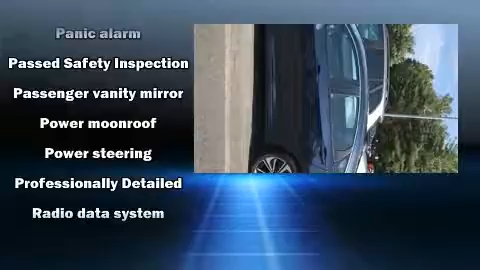 Panic alarm
Passed Safety Inspection
Passenger vanity mirror
Power moonroof
Power steering
Professionally Detailed
Radio data system